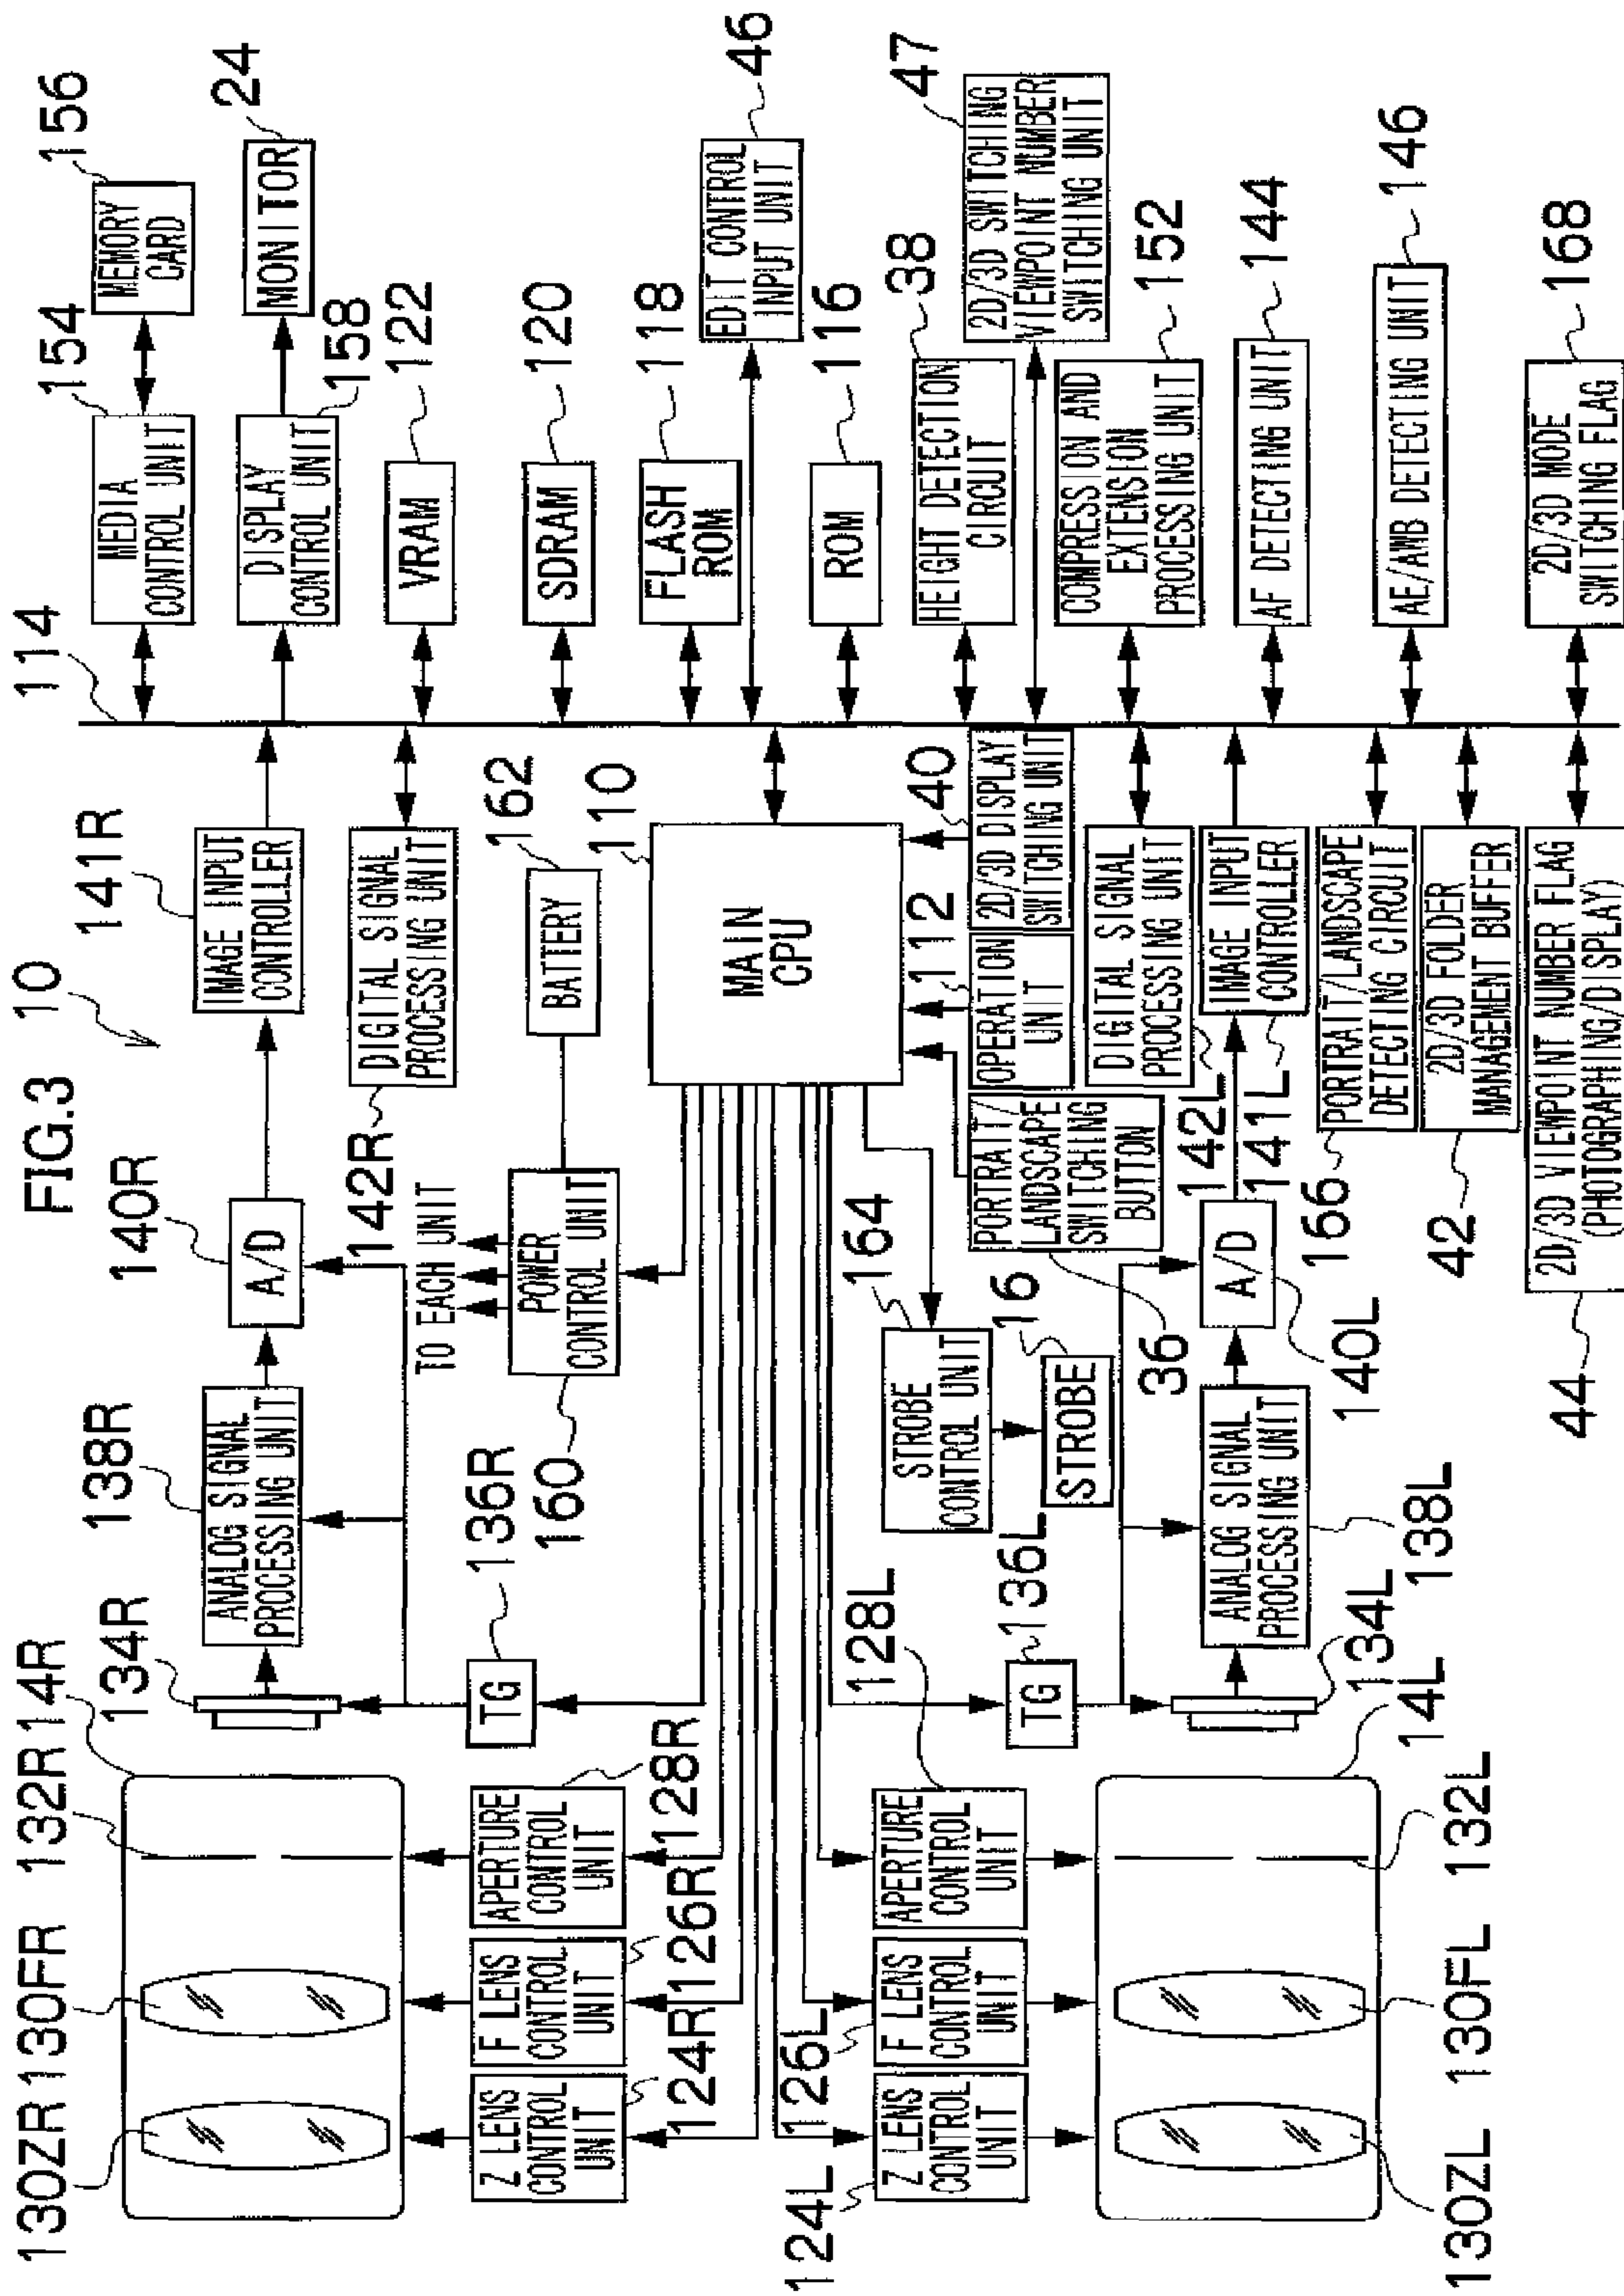 FIG.3
10
130ZR
130FR
132R
14R
134R
138R
140R
141R
114
154
156
ANALOG SIGNAL
PROCESSING UNIT
A/D
IMAGE INPUT
CONTROLLER
MEDIA
CONTROL UNIT
MEMORY
CARD
24
DISPLAY
CONTROL UNIT
MONITOR
158
142R
DIGITAL SIGNAL
PROCESSING UNIT
VRAM
122
TO EACH UNIT
Z LENS
CONTROL
UNIT
F LENS
CONTROL
UNIT
APERTURE
CONTROL
UNIT
TG
136R
POWER
CONTROL UNIT
160
BATTERY
162
SDRAM
120
124R
126R
128R
110
MAIN
CPU
FLASH
ROM
118
EDIT CONTROL
INPUT UNIT
46
ROM
116
124L
126L
128L
Z LENS
CONTROL
UNIT
F LENS
CONTROL
UNIT
APERTURE
CONTROL
UNIT
164
STROBE
CONTROL UNIT
16
STROBE
112
40
38
47
PORTRAIT/
LANDSCAPE
SWITCHING
BUTTON
36
OPERATION
UNIT
2D/3D DISPLAY
SWITCHING UNIT
HEIGHT DETECTION
CIRCUIT
2D/3D SWITCHING
VIEWPOINT NUMBER
SWITCHING UNIT
136L
TG
DIGITAL SIGNAL
PROCESSING UNIT
142L
COMPRESSION AND
EXTENSION
PROCESSING UNIT
152
ANALOG SIGNAL
PROCESSING UNIT
A/D
IMAGE INPUT
CONTROLLER
141L
AF DETECTING UNIT
144
134L
138L
140L
166
PORTRAIT/LANDSCAPE
DETECTING CIRCUIT
AE/AWB DETECTING UNIT
146
14L
132L
130FL
130ZL
42
2D/3D FOLDER
MANAGEMENT BUFFER
44
2D/3D VIEWPOINT NUMBER FLAG
(PHOTOGRAPHING/DISPLAY)
2D/3D MODE
SWITCHING FLAG
168